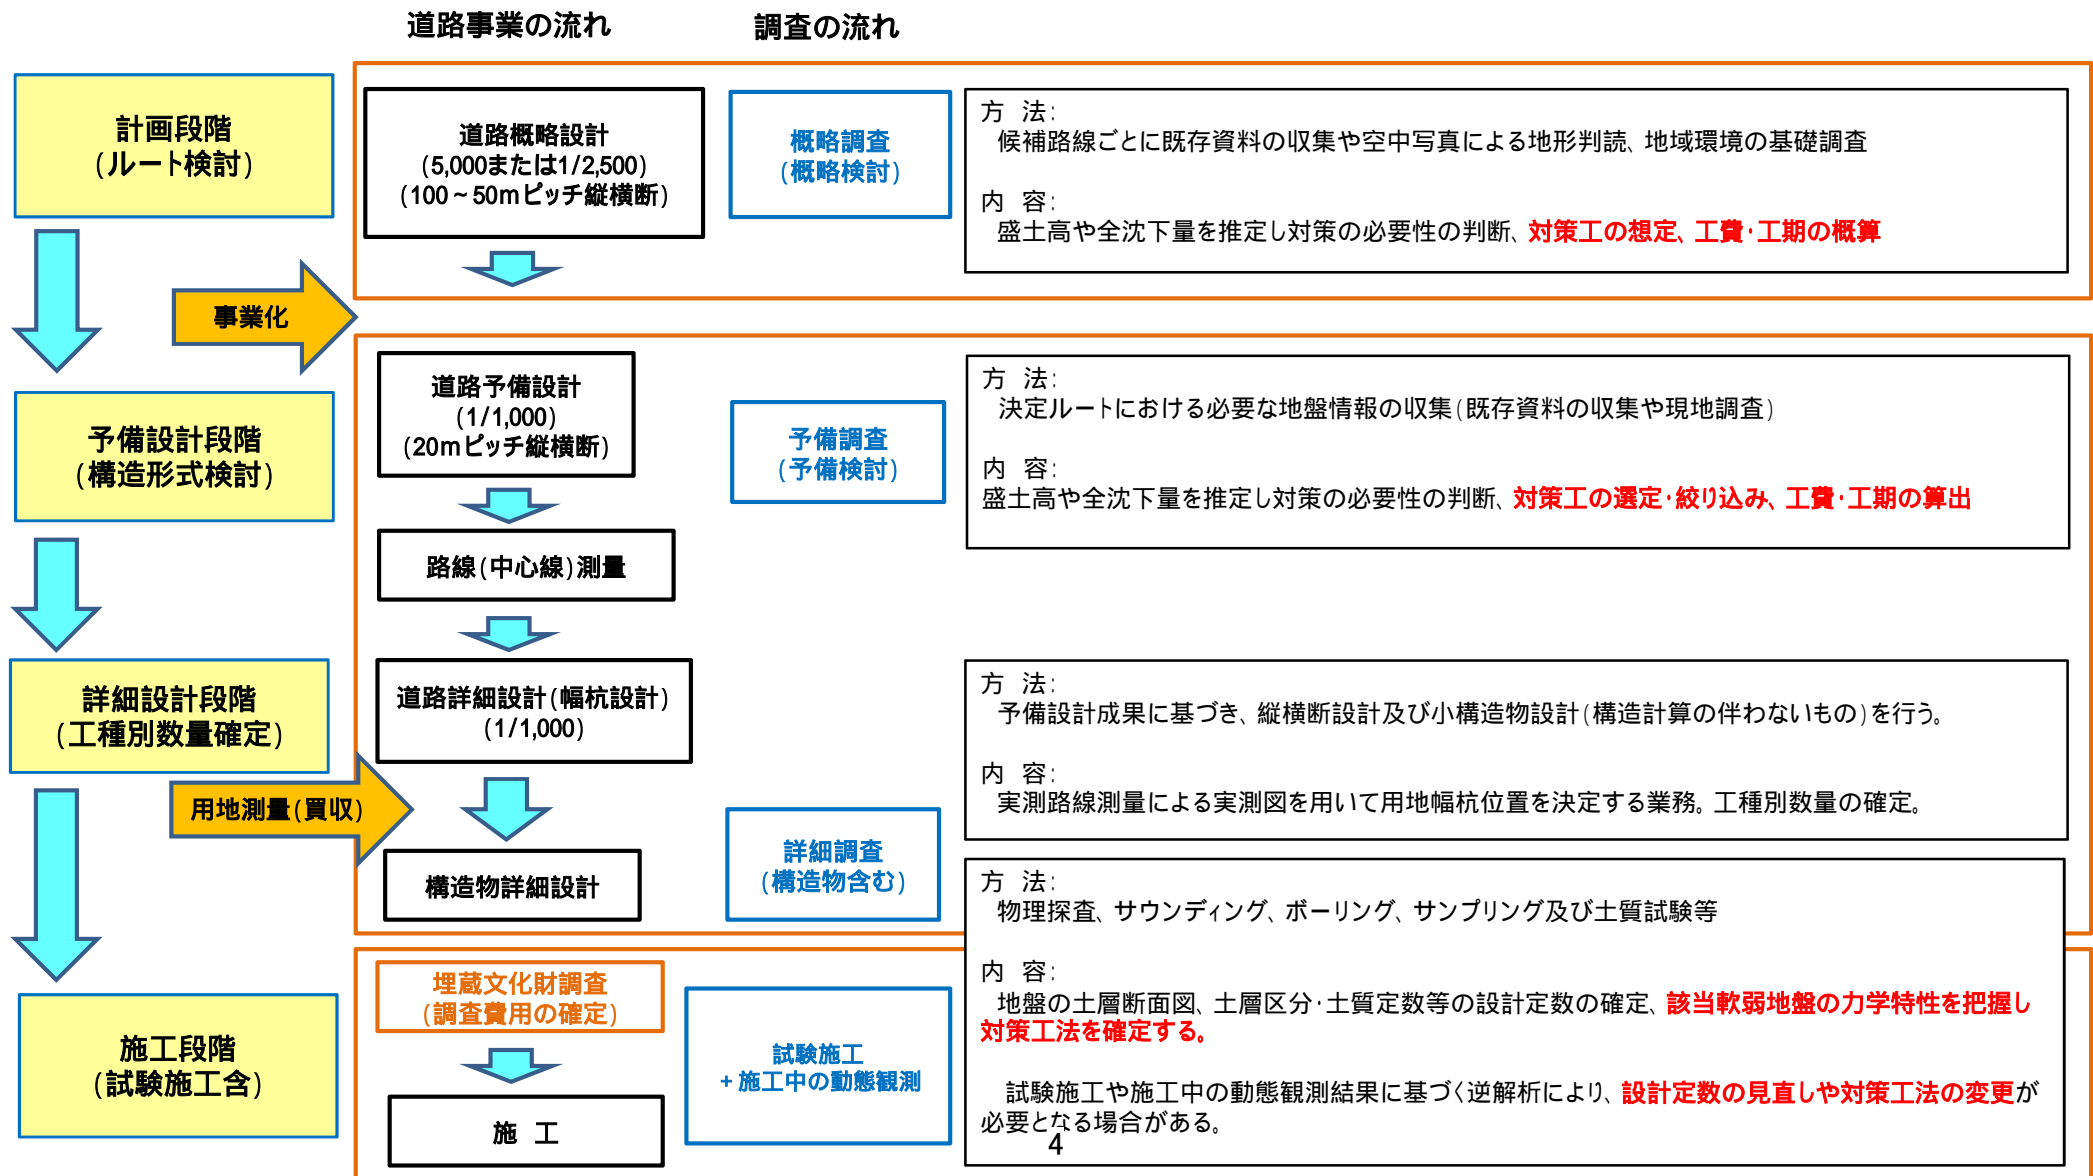 道路事業の流れ
調査の流れ
計画段階
(ルート検討)
道路概略設計
(5,000または1/2,500)
(100~50mピッチ縦横断)
概略調査
(概略検討)
方 法:
候補路線ごとに既存資料の収集や空中写真による地形判読、地域環境の基礎調査
内 容:
盛土高や全沈下量を推定し対策の必要性の判断、対策工の想定、工費・工期の概算
事業化
予備設計段階
(構造形式検討)
道路予備設計
(1/1,000)
(20mピッチ縦横断)
路線(中心線)測量
予備調査
(予備検討)
方 法:
決定ルートにおける必要な地盤情報の収集(既存資料の収集や現地調査)
内 容:
盛土高や全沈下量を推定し対策の必要性の判断、対策工の選定・絞り込み、工費・工期の算出
詳細設計段階
(工種別数量確定)
道路詳細設計(幅杭設計)
(1/1,000)
方 法:
予備設計成果に基づき、縦横断設計及び小構造物設計(構造計算の伴わないもの)を行う。
内 容:
実測路線測量による実測図を用いて用地幅杭位置を決定する業務。工種別数量の確定。
用地測量(買収)
構造物詳細設計
詳細調査
(構造物含む)
方 法:
物理探査、サウンディング、ボーリング、サンプリング及び土質試験等
内 容:
地盤の土層断面図、土層区分・土質定数等の設計定数の確定、該当軟弱地盤の力学特性を把握し
対策工法を確定する。
試験施工や施工中の動態観測結果に基づく逆解析により、設計定数の見直しや対策工法の変更が
必要となる場合がある。
施工段階
(試験施工含)
埋蔵文化財調査
(調査費用の確定)
施 工
試験施工
+施工中の動態観測
4